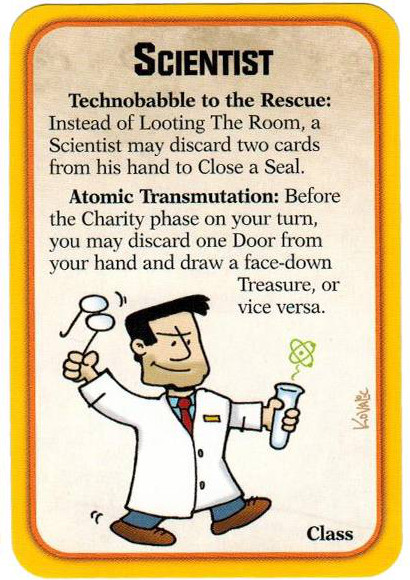 SCIENTIST
Technobabble to the Rescue:
Instead of Looting The Room, a
Scientist may discard two cards
from his hand to Close a Seal.
Atomic Transmutation: Before
the Charity phase on your turn,
you may discard one Door from
your hand and draw a face-down
Treasure, or
vice versa.
KOVALIC
Class